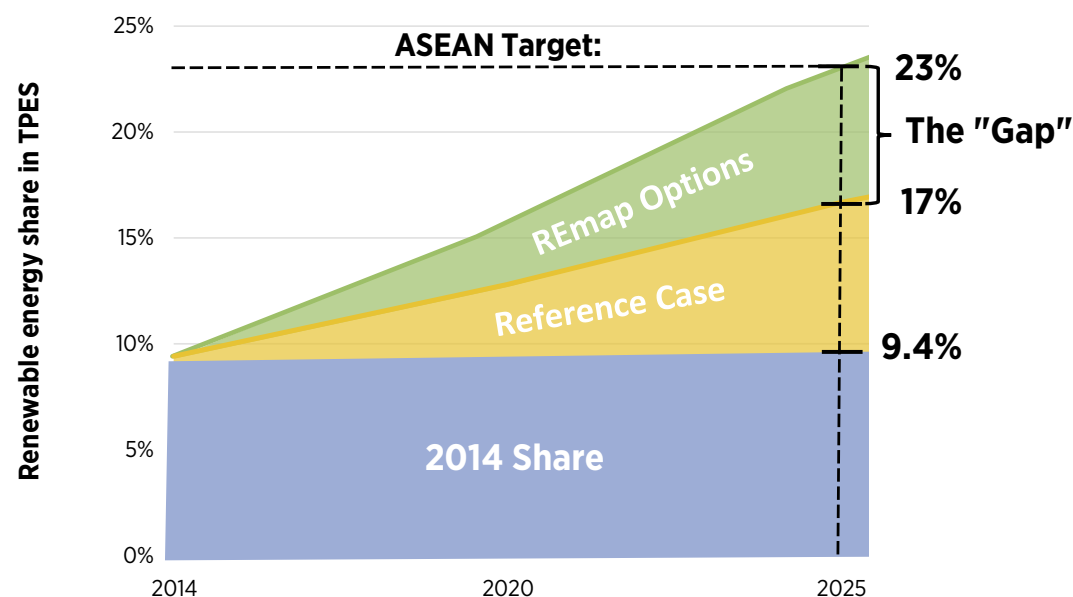 25%
ASEAN Target:
23%
20%
The "Gap"
REmap Options
17%
15%
Reference Case
10%
9.4%
2014 Share
5%
0%
2014
2020
2025
Renewable energy share in TPES